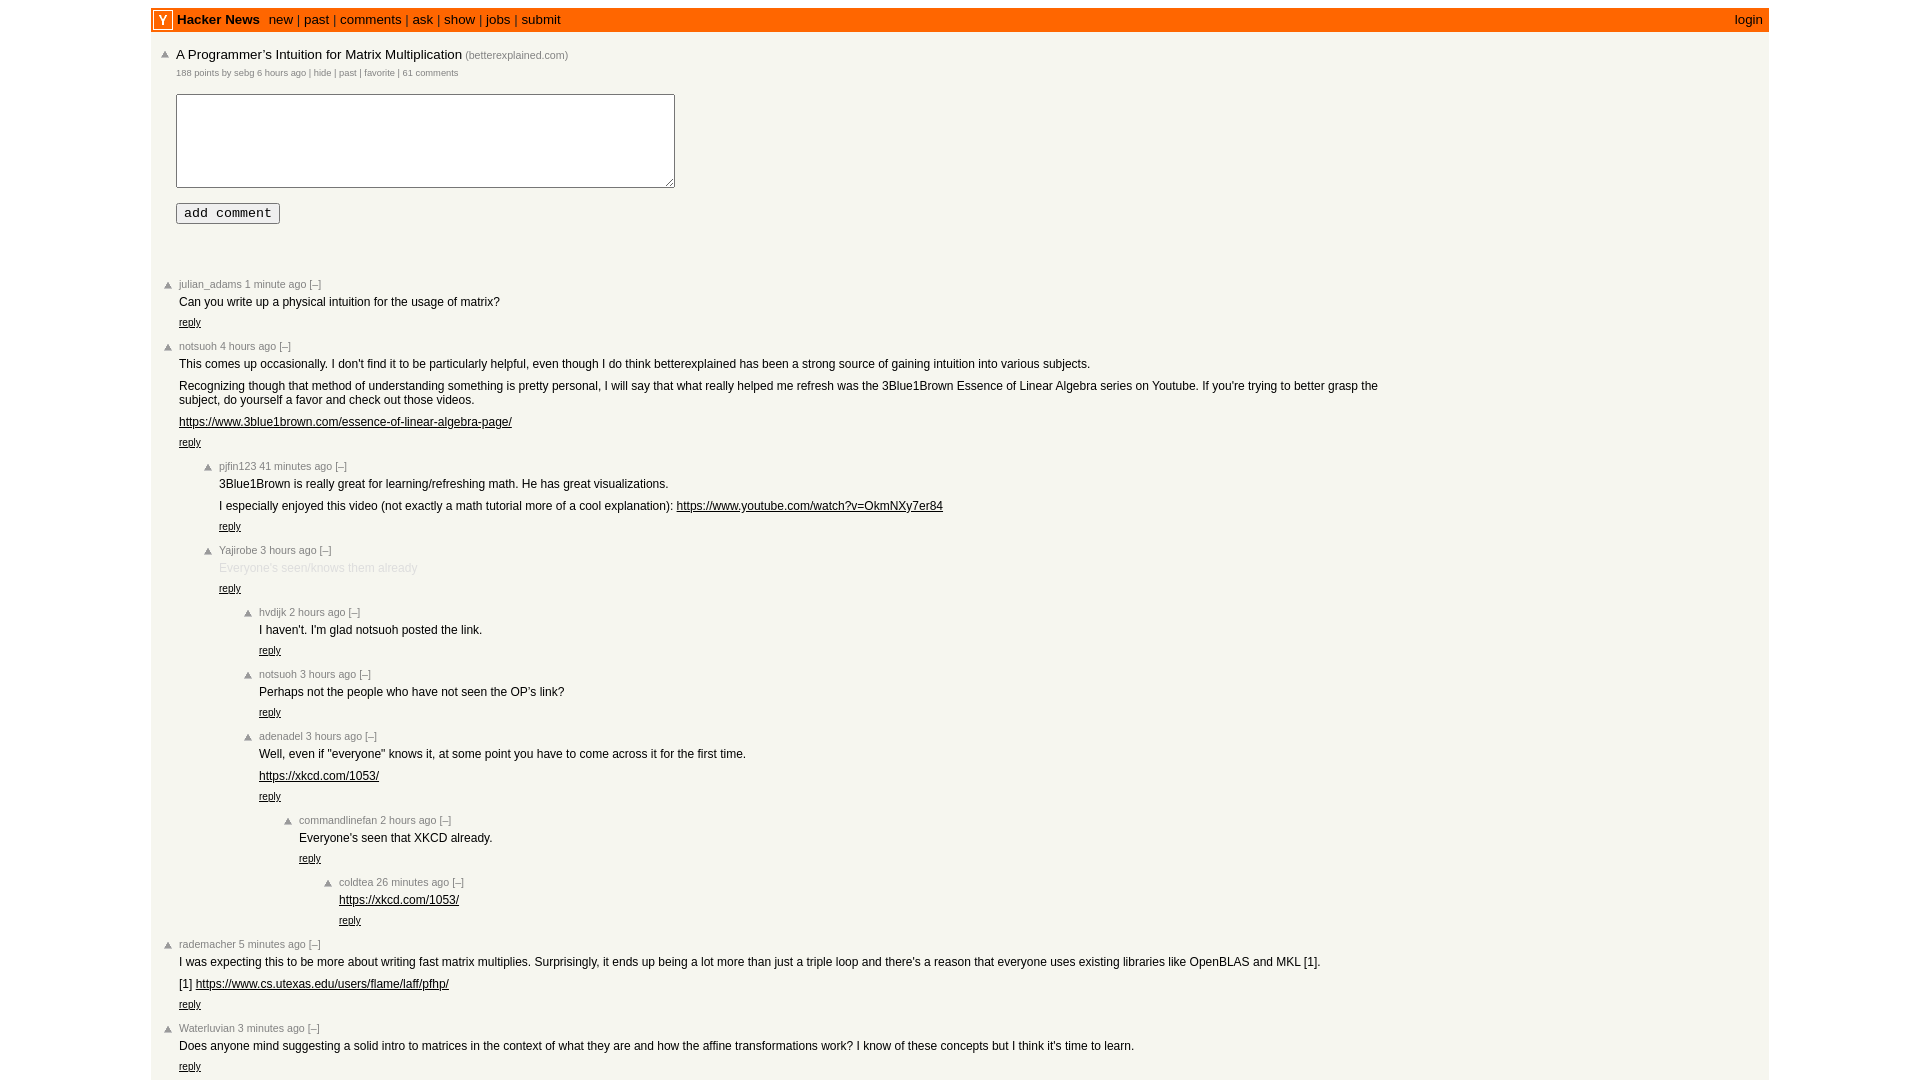 Y Hacker News new | past | comments | ask | show | jobs | submit login
A Programmer’s Intuition for Matrix Multiplication (betterexplained.com)
188 points by sebg 6 hours ago | hide | past | favorite | 61 comments
add comment
julian_adams 1 minute ago [–]
Can you write up a physical intuition for the usage of matrix?
reply
notsuoh 4 hours ago [–]
This comes up occasionally. I don't find it to be particularly helpful, even though I do think betterexplained has been a strong source of gaining intuition into various subjects.
Recognizing though that method of understanding something is pretty personal, I will say that what really helped me refresh was the 3Blue1Brown Essence of Linear Algebra series on Youtube. If you're trying to better grasp the
subject, do yourself a favor and check out those videos.
https://www.3blue1brown.com/essence-of-linear-algebra-page/
reply
pjfin123 41 minutes ago [–]
3Blue1Brown is really great for learning/refreshing math. He has great visualizations.
I especially enjoyed this video (not exactly a math tutorial more of a cool explanation): https://www.youtube.com/watch?v=OkmNXy7er84
reply
Yajirobe 3 hours ago [–]
Everyone's seen/knows them already
reply
hvdijk 2 hours ago [–]
I haven't. I'm glad notsuoh posted the link.
reply
notsuoh 3 hours ago [–]
Perhaps not the people who have not seen the OP’s link?
reply
adenadel 3 hours ago [–]
Well, even if "everyone" knows it, at some point you have to come across it for the first time.
https://xkcd.com/1053/
reply
commandlinefan 2 hours ago [–]
Everyone's seen that XKCD already.
reply
coldtea 26 minutes ago [–]
https://xkcd.com/1053/
reply
rademacher 5 minutes ago [–]
I was expecting this to be more about writing fast matrix multiplies. Surprisingly, it ends up being a lot more than just a triple loop and there's a reason that everyone uses existing libraries like OpenBLAS and MKL [1].
[1] https://www.cs.utexas.edu/users/flame/laff/pfhp/
reply
Waterluvian 3 minutes ago [–]
Does anyone mind suggesting a solid intro to matrices in the context of what they are and how the affine transformations work? I know of these concepts but I think it's time to learn.
reply